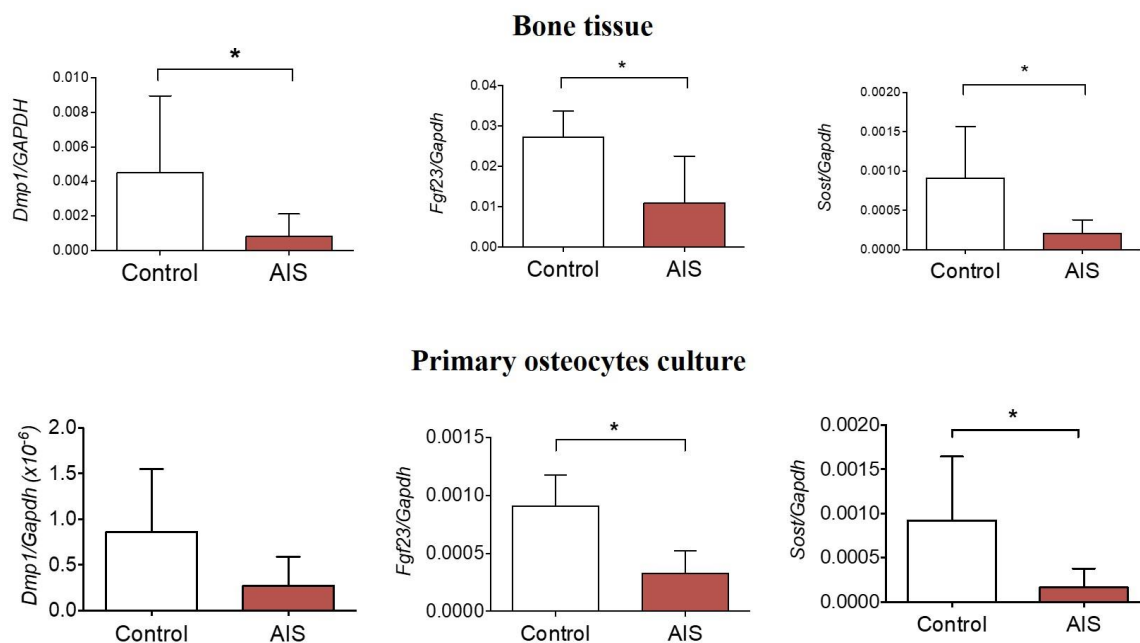 Bone tissue
*
Dmp1/GAPDH
0.010
0.008
0.006
0.004
0.002
0.000
Control AIS
*
Fgf23/Gapdh
0.04
0.03
0.02
0.01
0.00
Control AIS
*
Sost/Gapdh
0.0020
0.0015
0.0010
0.0005
0.0000
Control AIS
Primary osteocytes culture
Dmp1/Gapdh (x10⁻⁶)
2.0
1.5
1.0
0.5
0.0
Control AIS
*
Fgf23/Gapdh
0.0015
0.0010
0.0005
0.0000
Control AIS
*
Sost/Gapdh
0.0020
0.0015
0.0010
0.0005
0.0000
Control AIS